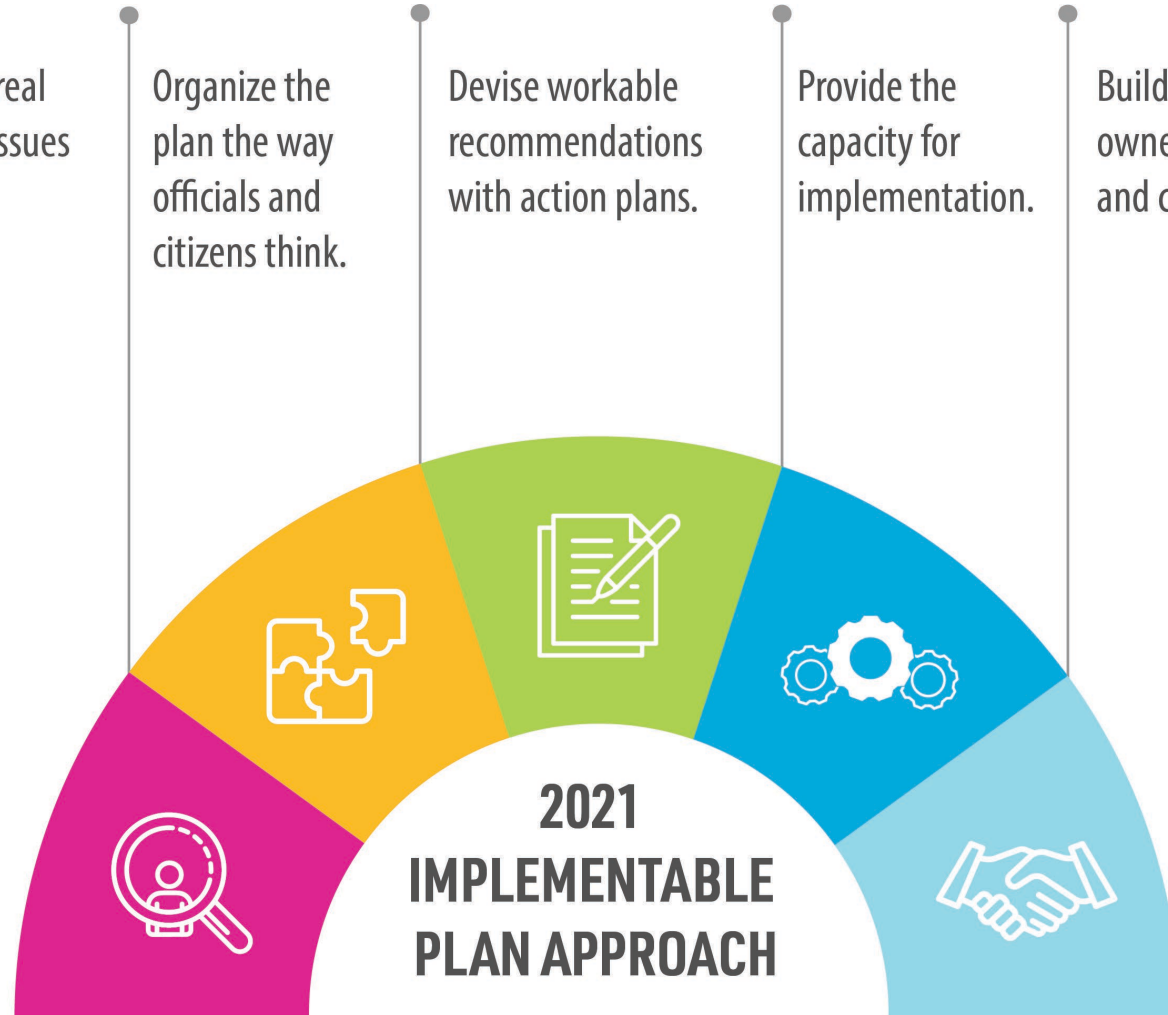 real
ssues
Organize the
plan the way
officials and
citizens think.
Devise workable
recommendations
with action plans.
Provide the
capacity for
implementation.
Build
owne
and c
2021
IMPLEMENTABLE
PLAN APPROACH